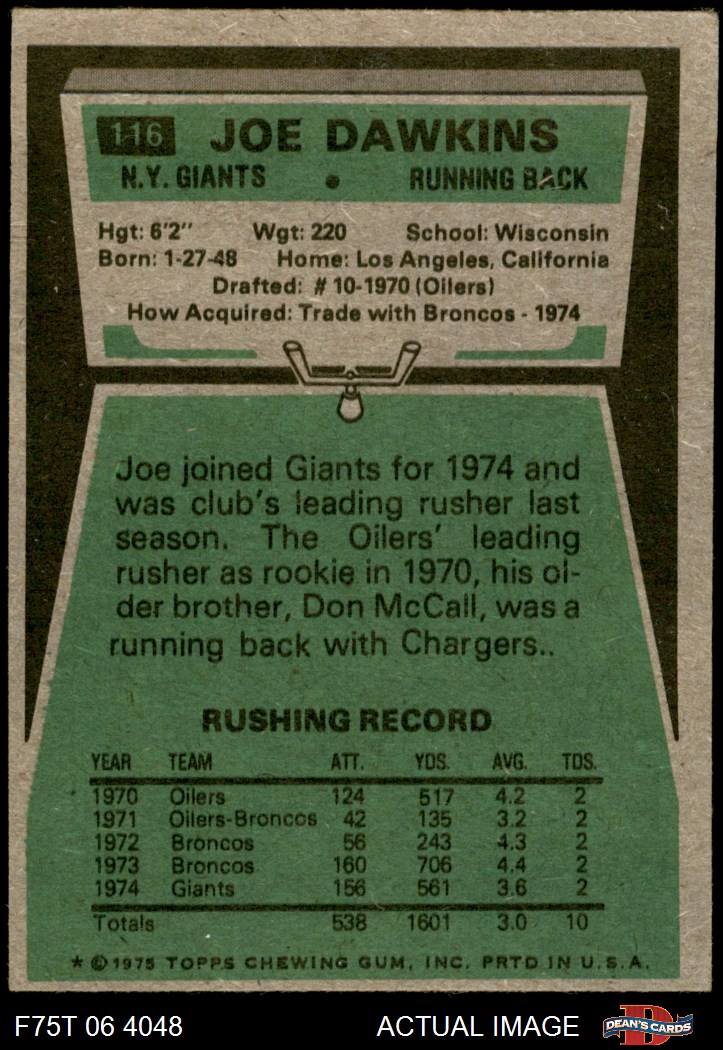 116 JOE DAWKINS
N.Y. GIANTS • RUNNING BACK
Hgt: 6'2" Wgt: 220 School: Wisconsin
Born: 1-27-48 Home: Los Angeles, California
Drafted: #10-1970 (Oilers)
How Acquired: Trade with Broncos - 1974
Joe joined Giants for 1974 and
was club's leading rusher last
season. The Oilers' leading
rusher as rookie in 1970, his ol-
der brother, Don McCall, was a
running back with Chargers..
RUSHING RECORD
YEAR TEAM ATT. YDS. AVG. TDS.
1970 Oilers 124 517 4.2 2
1971 Oilers-Broncos 42 135 3.2 2
1972 Broncos 56 243 4.3 2
1973 Broncos 160 706 4.4 2
1974 Giants 156 561 3.6 2
Totals 538 1601 3.0 10
* © 1975 TOPPS CHEWING GUM, INC. PRTD IN U.S.A.
F75T 06 4048 ACTUAL IMAGE D DEAN'S CARDS